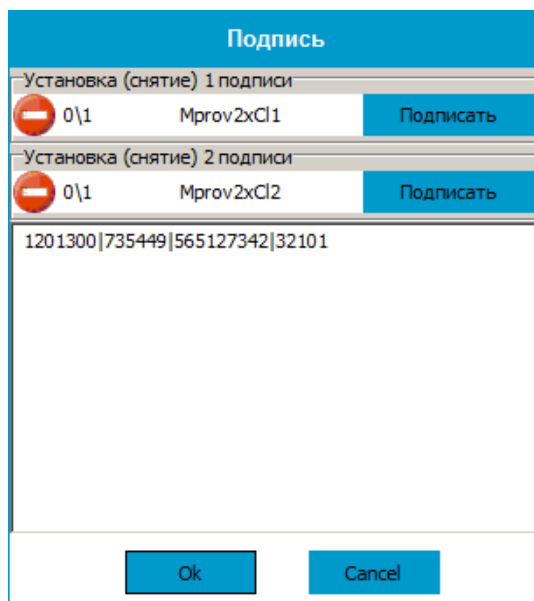 Подпись
Установка (снятие) 1 подписи
0\1 Mprov2xCl1 Подписать
Установка (снятие) 2 подписи
0\1 Mprov2xCl2 Подписать
1201300|735449|565127342|32101
Ok Cancel